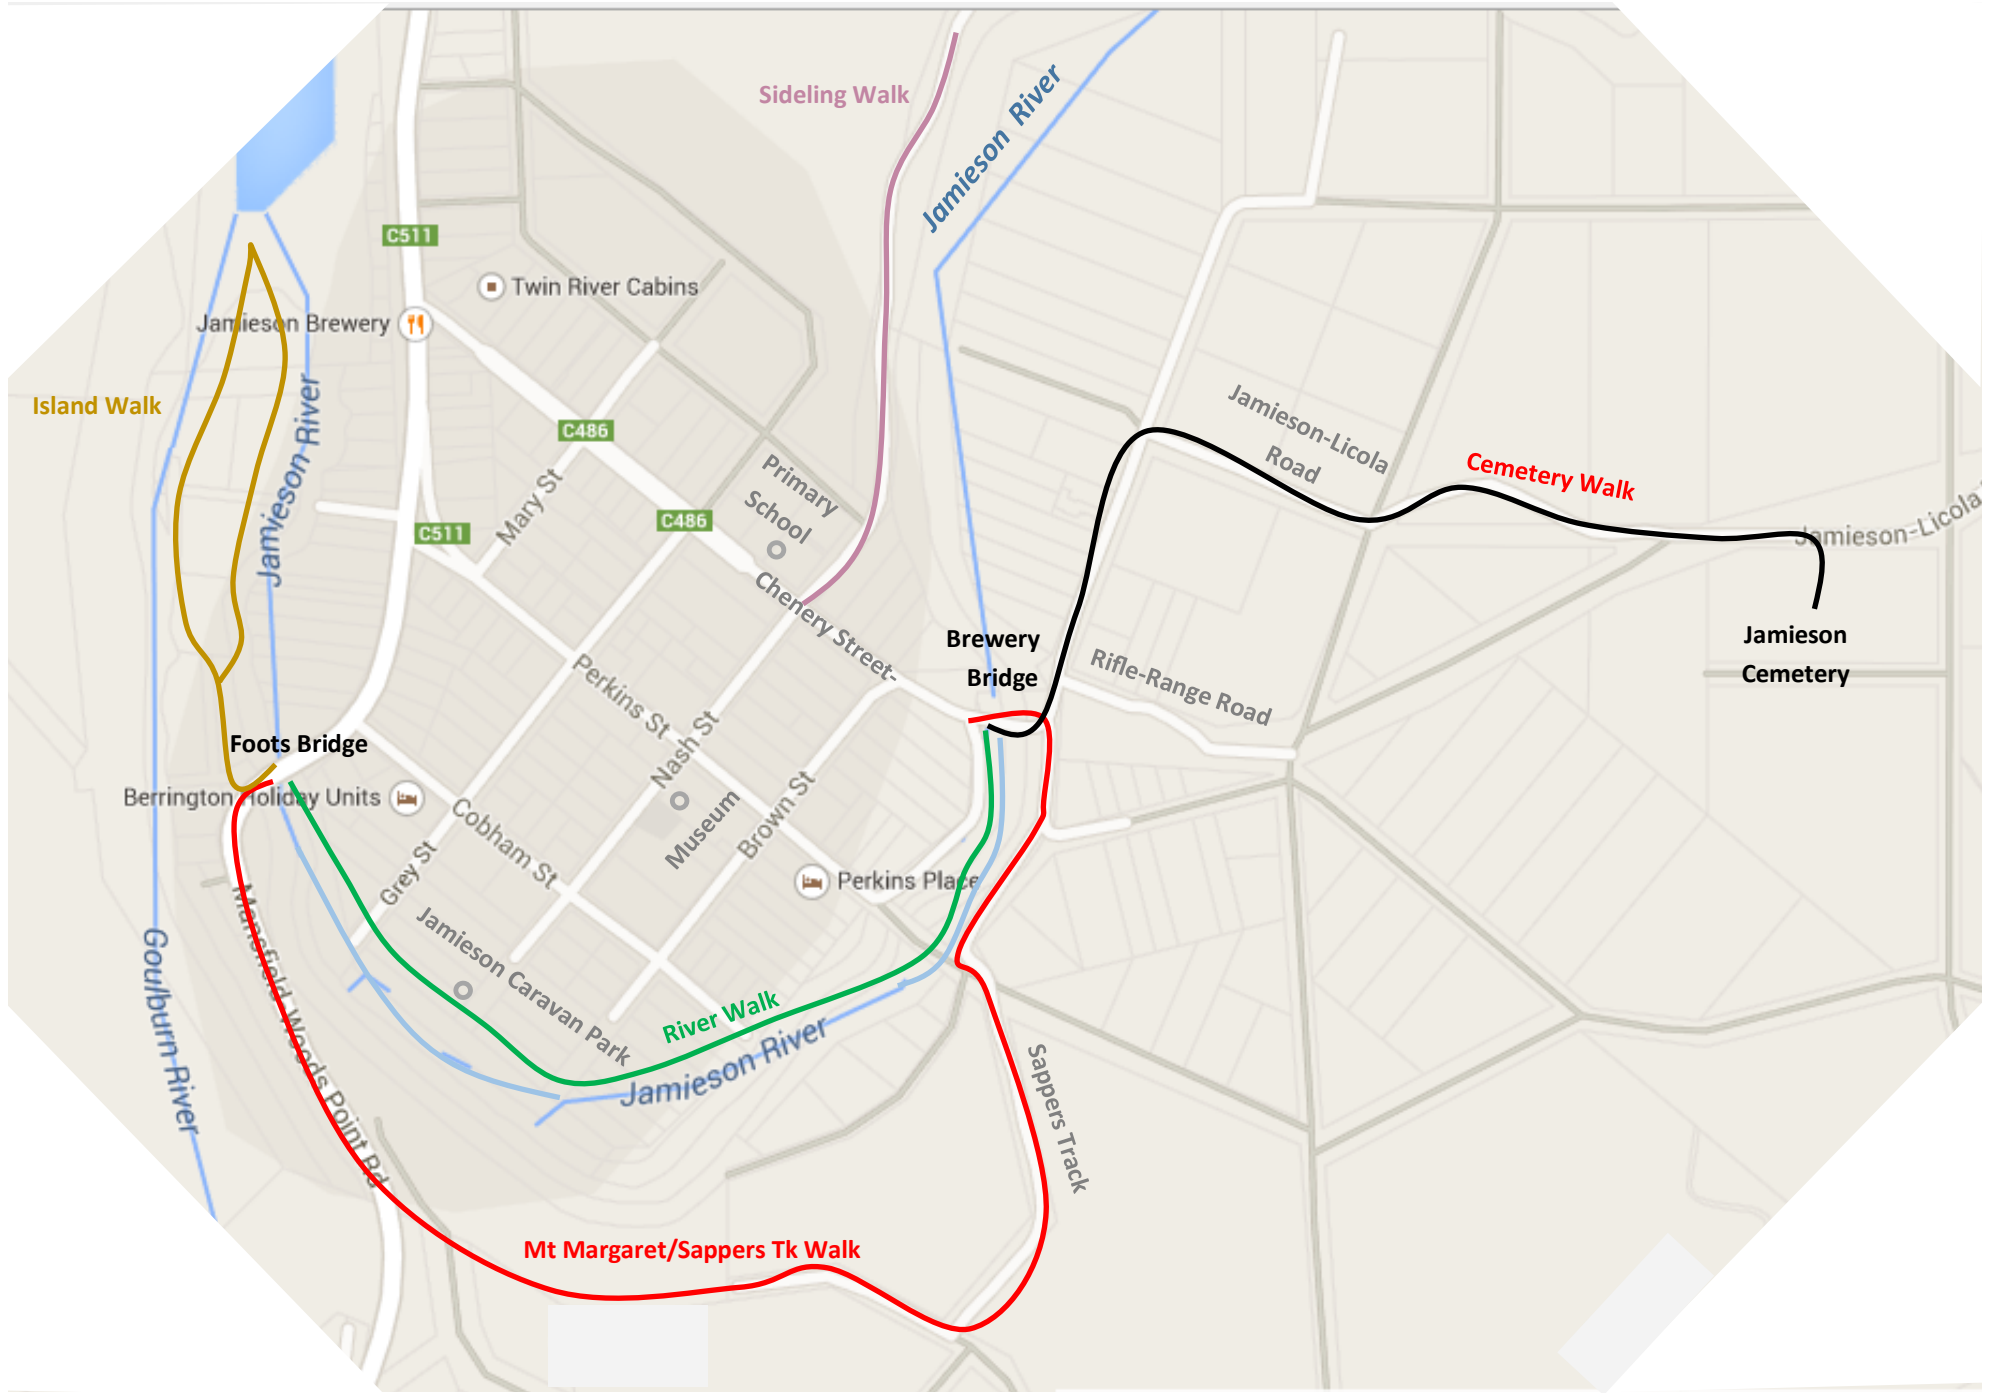 Sideling Walk
Jamieson River
C511
Twin River Cabins
Jamieson Brewery
Island Walk
Jamieson River
C486
Mary St
Primary
School
C486
C511
Jamieson-Licola
Road
Cemetery Walk
Jamieson-Licola
Chenery Street-
Brewery
Bridge
Jamieson
Cemetery
Rifle-Range Road
Perkins St
Nash St
Foots Bridge
Berrington Holiday Units
Museum
Brown St
Cobham St
Grey St
Perkins Place
Mansfield-Woods Point Rd
Jamieson Caravan Park
Goulburn River
River Walk
Jamieson River
Sappers Track
Mt Margaret/Sappers Tk Walk